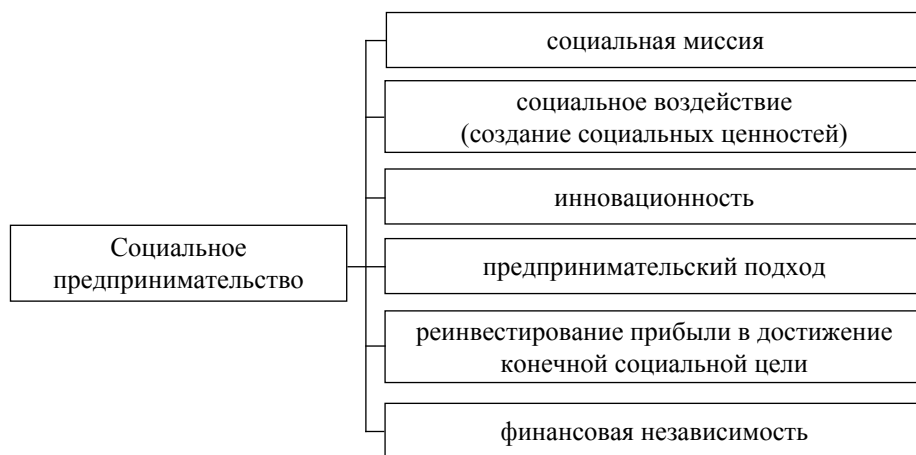 социальная миссия
социальное воздействие
(создание социальных ценностей)
инновационность
Социальное
предпринимательство
предпринимательский подход
реинвестирование прибыли в достижение
конечной социальной цели
финансовая независимость